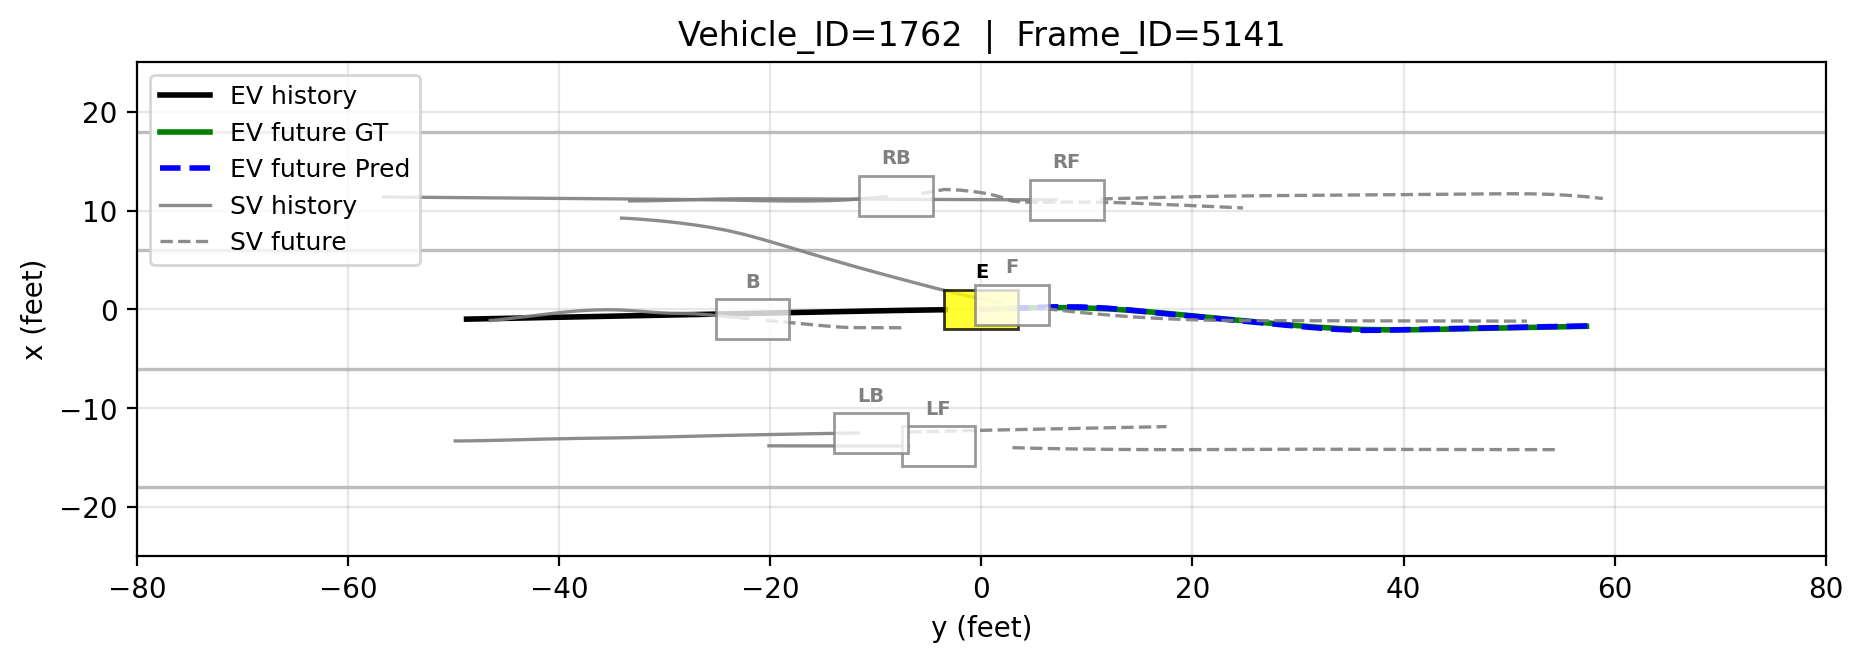 Vehicle_ID=1762  |  Frame_ID=5141
EV history
EV future GT
EV future Pred
SV history
SV future
RB
RF
B
E
F
LB
LF
20
10
0
−10
−20
x (feet)
−80
−60
−40
−20
0
20
40
60
80
y (feet)